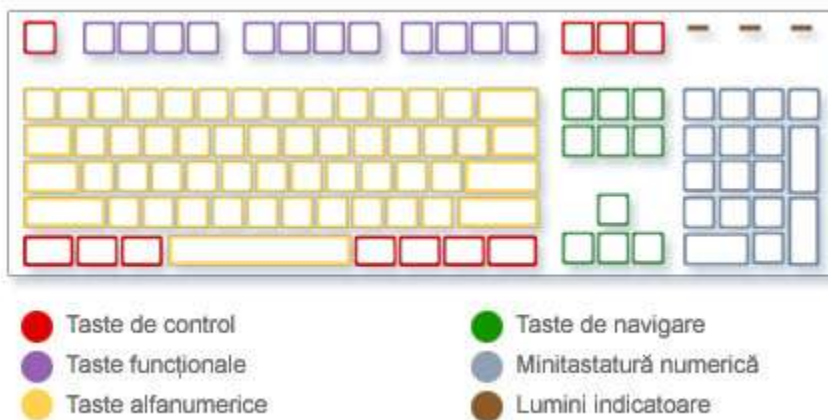 Taste de control
Taste funcționale
Taste alfanumerice
Taste de navigare
Minitastatură numerică
Lumini indicatoare